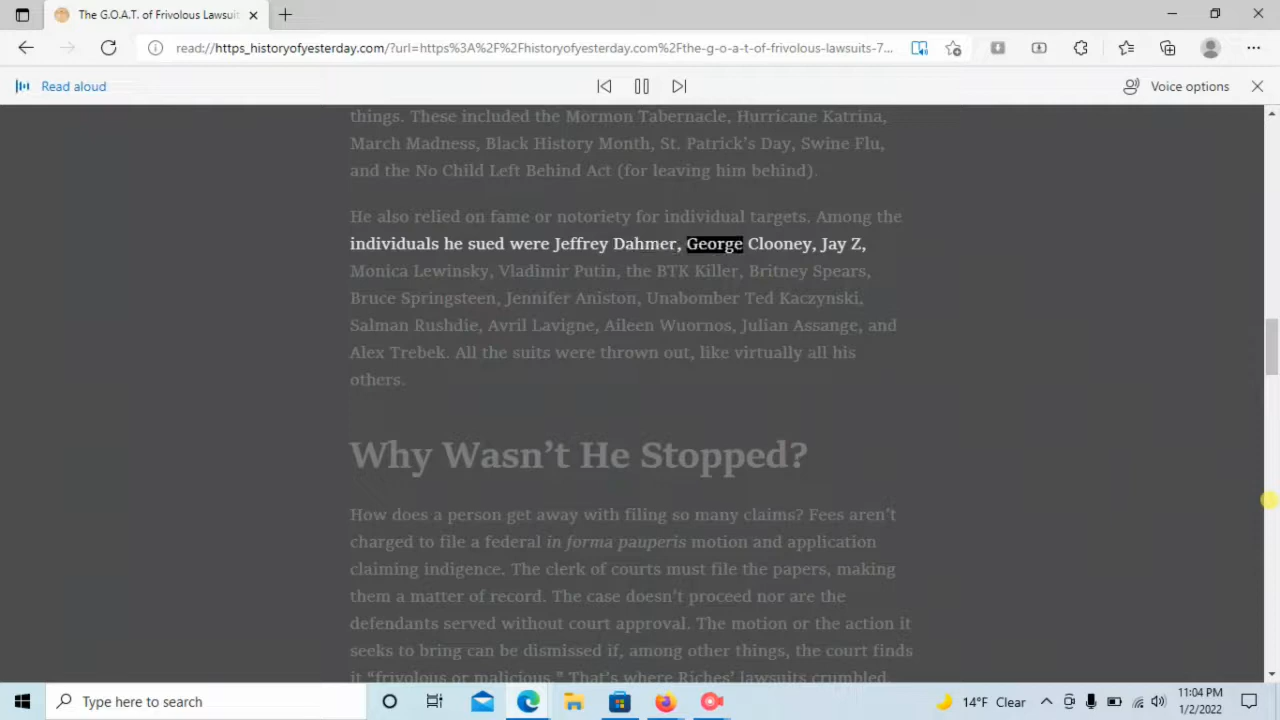 The G.O.A.T. of Frivolous Lawsuit
read://https_historyofyesterday.com/?url=https%3A%2F%2Fhistoryofyesterday.com%2Fthe-g-o-a-t-of-frivolous-lawsuits-7...
Read aloud
Voice options
things. These included the Mormon Tabernacle, Hurricane Katrina,
March Madness, Black History Month, St. Patrick's Day, Swine Flu,
and the No Child Left Behind Act (for leaving him behind).
He also relied on fame or notoriety for individual targets. Among the
individuals he sued were Jeffrey Dahmer, George Clooney, Jay Z,
Monica Lewinsky, Vladimir Putin, the BTK Killer, Britney Spears,
Bruce Springsteen, Jennifer Aniston, Unabomber Ted Kaczynski,
Salman Rushdie, Avril Lavigne, Aileen Wuornos, Julian Assange, and
Alex Trebek. All the suits were thrown out, like virtually all his
others.
Why Wasn't He Stopped?
How does a person get away with filing so many claims? Fees aren't
charged to file a federal in forma pauperis motion and application
claiming indigence. The clerk of courts must file the papers, making
them a matter of record. The case doesn't proceed nor are the
defendants served without court approval. The motion or the action it
seeks to bring can be dismissed if, among other things, the court finds
it "frivolous or malicious." That's where Riches' lawsuits crumbled.
Type here to search
14°F Clear
11:04 PM
1/2/2022